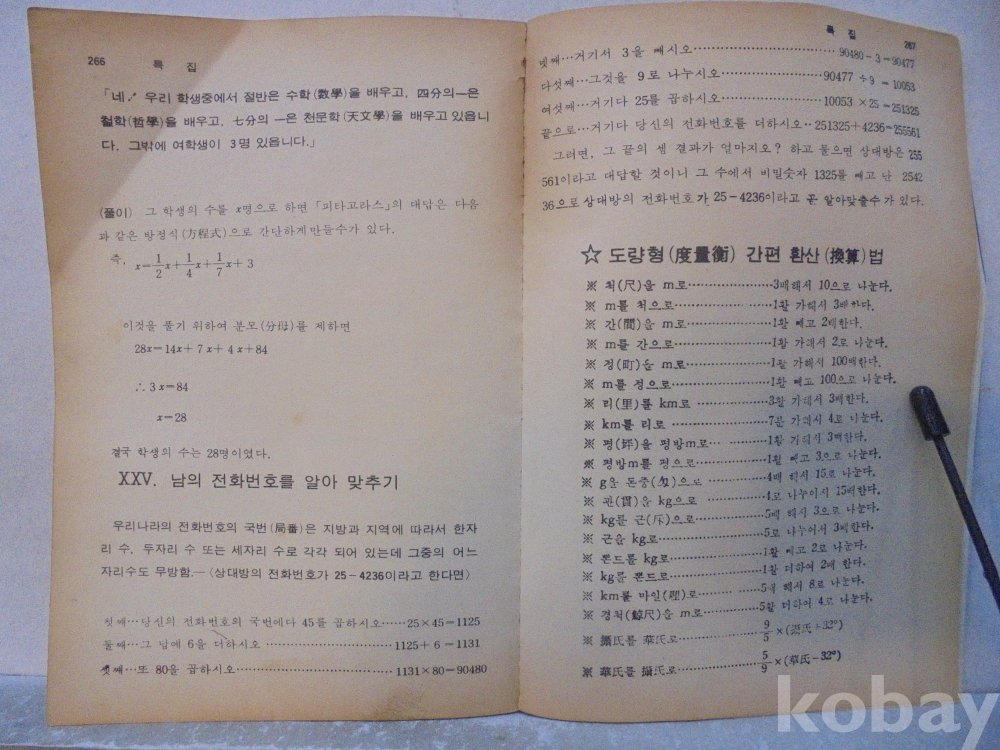 266 특 집
「네! 우리 학생중에서 절반은 수학(數學)을 배우고, 四分의 一은
철학(哲學)을 배우고, 七分의 一은 천문학(天文學)을 배우고 있읍니
다. 그밖에 여학생이 3명 있읍니다.」
(풀이) 그 학생의 수를 x명으로 하면 「피타고라스」의 대답은 다음
과 같은 방정식(方程式)으로 간단하게 만들수가 있다.
즉, x=1/2x+1/4x+1/7x+3
이것을 풀기 위하여 분모(分母)를 제하면
28x=14x+7x+4x+84
∴3x=84
x=28
결국 학생의 수는 28명이였다.
XXV. 남의 전화번호를 알아 맞추기
우리나라의 전화번호의 국번(局番)은 지방과 지역에 따라서 한자
리 수, 두자리 수 또는 세자리 수로 각각 되어 있는데 그중의 어느
자리수도 무방함.—(상대방의 전화번호가 25-4236이라고 한다면)
첫째…당신의 전화번호의 국번에다 45를 곱하시오……25×45=1125
둘째…그 답에 6을 더하시오……1125+6=1131
셋째…또 80을 곱하시오……1131×80=90480
특 집 267
넷째…거기서 3을 빼시오……90480-3=90477
다섯째…그것을 9로 나누시오……90477÷9=10053
여섯째…거기다 25를 곱하시오……10053×25=251325
끝으로…거기다 당신의 전화번호를 더하시오‥251325+4236=255561
그러면, 그 끝의 셈 결과가 얼마지오? 하고 물으면 상대방은 255
561이라고 대답할 것이니 그 수에서 비밀숫자 1325를 빼고 난 2542
36으로 상대방의 전화번호가 25-4236이라고 꼭 알아맞출수가 있다.
☆ 도량형(度量衡) 간편 환산(換算)법
※ 척(尺)을 m로……3배해서 10으로 나눈다.
※ m를 척으로……1할 가해서 3배한다.
※ 간(間)을 m로……1할 빼고 2배한다.
※ m를 간으로……1할 가해서 2로 나눈다.
※ 정(町)을 m로……1할 가해서 100배한다.
※ m를 정으로……1할 빼고 100으로 나눈다.
※ 리(里)를 km로……3할 가해서 3배한다.
※ km를 리로……7분 가해서 4로 나눈다.
※ 평(坪)을 평방m로……1할 가해서 3배한다.
※ 평방m를 평으로……1할 빼고 3으로 나눈다.
※ g을 돈중(匁)으로……4배 해서 15로 나눈다.
※ 관(貫)을 kg으로……4로 나누어서 15배한다.
※ kg를 근(斤)으로……5배 해서 3으로 나눈다.
※ 근을 kg로……5로 나누어서 3배한다.
※ 폰드를 kg로……1할 빼고 2로 나눈다.
※ kg를 폰드로……1할 더하여 2배 한다.
※ km를 마일(哩)로……5배 해서 8로 나눈다.
※ 경척(鯨尺)을 m로……5할 더하여 4로 나눈다.
※ 攝氏를 華氏로……9/5×(攝氏+32°)
※ 華氏를 攝氏로……5/9×(華氏-32°)
kobay